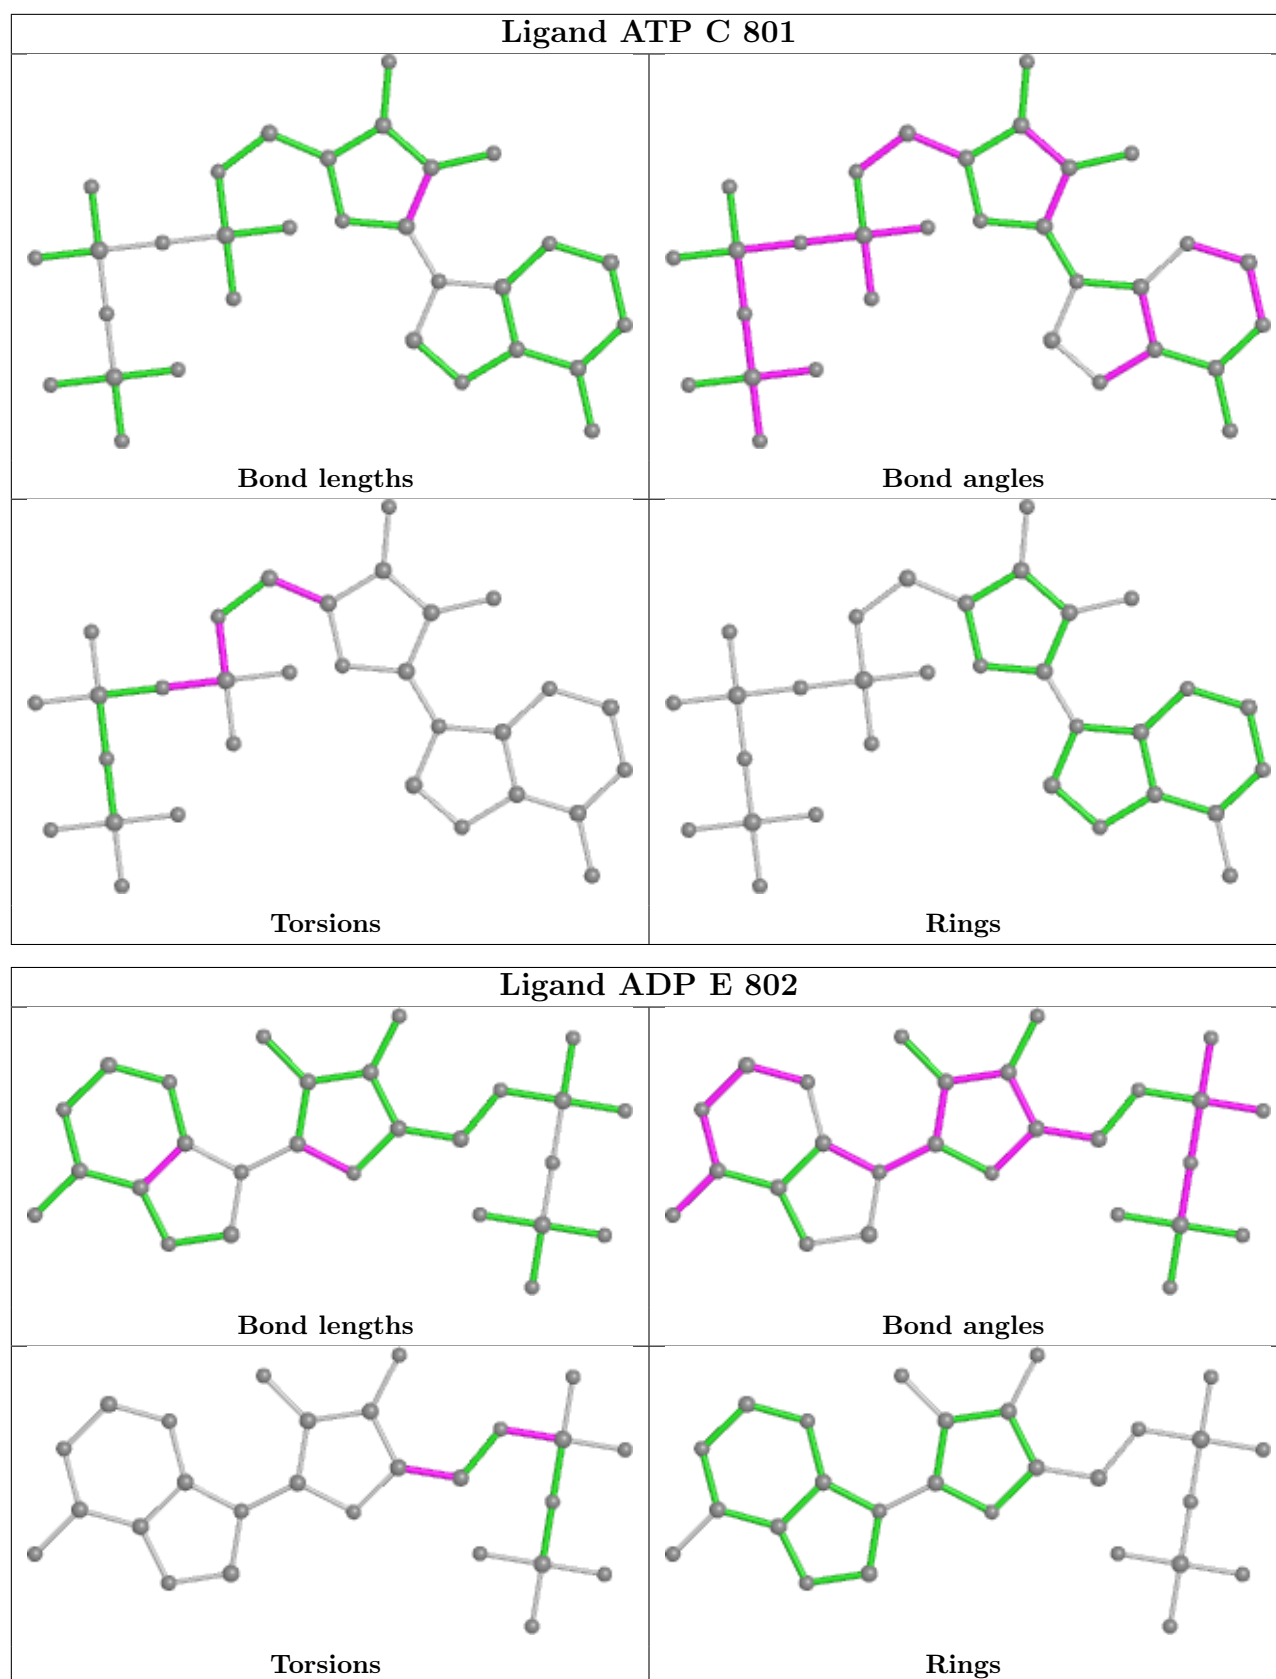 Ligand ATP C 801
Bond lengths
Bond angles
Torsions
Rings
Ligand ADP E 802
Bond lengths
Bond angles
Torsions
Rings